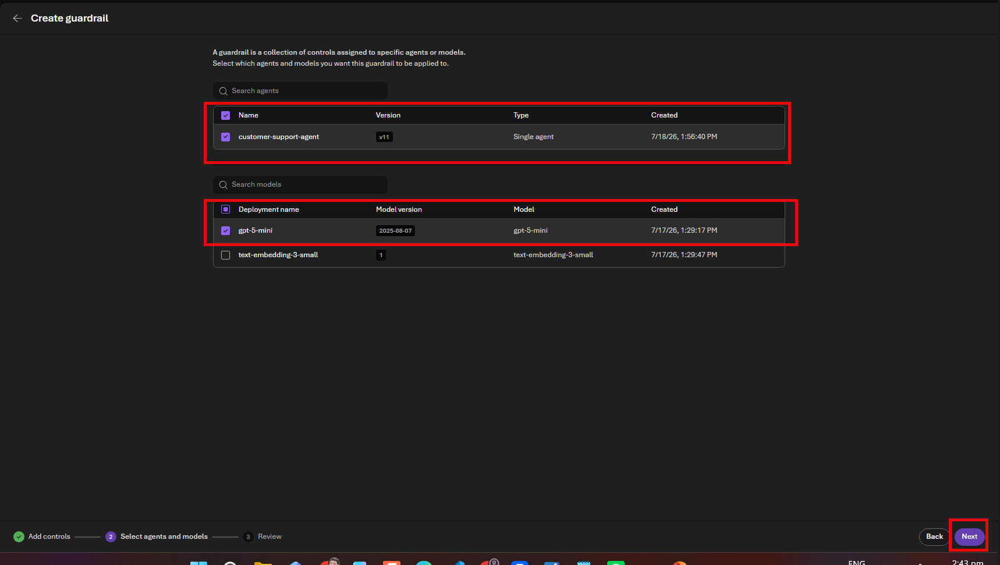 Create guardrail
A guardrail is a collection of controls assigned to specific agents or models.
Select which agents and models you want this guardrail to be applied to.
Search agents
Name Version Type Created
customer-support-agent v11 Single agent 7/18/26, 1:56:40 PM
Search models
Deployment name Model version Model Created
gpt-5-mini 2025-08-07 gpt-5-mini 7/17/26, 1:29:17 PM
text-embedding-3-small 1 text-embedding-3-small 7/17/26, 1:29:47 PM
Add controls 2 Select agents and models 3 Review Back Next
ENG 2:43 pm